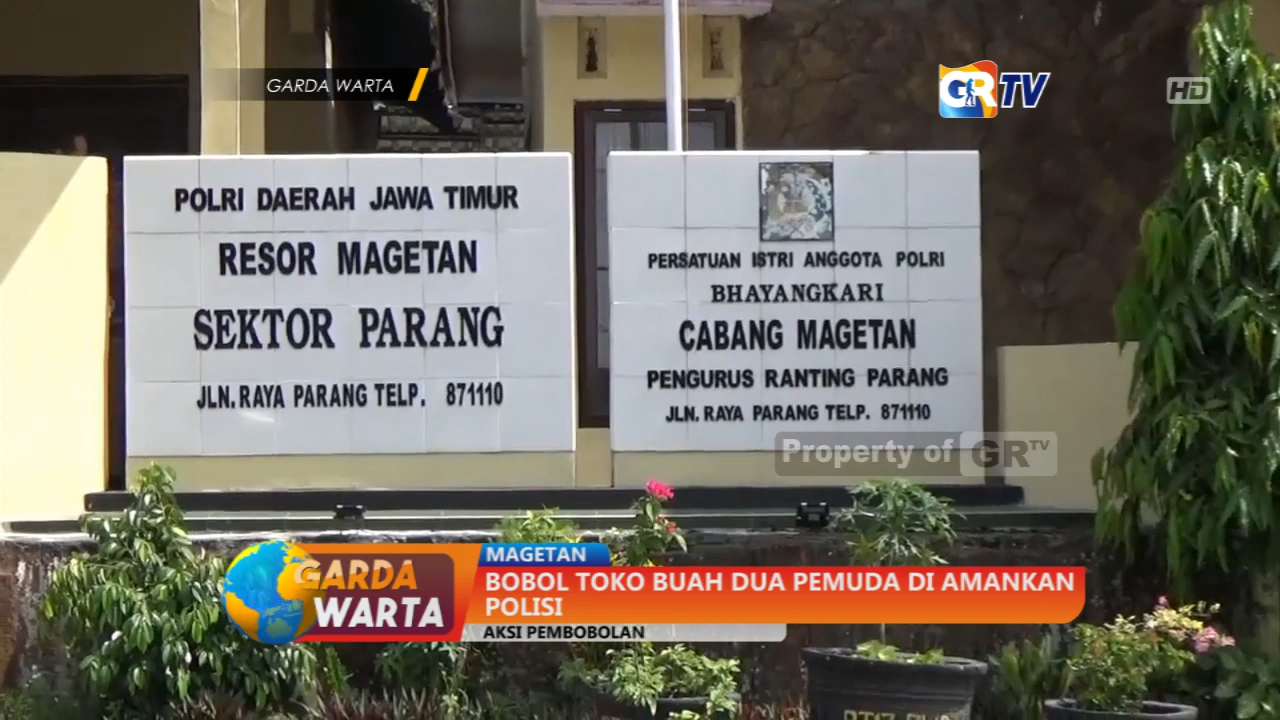 GARDA WARTA
GRTV
HD
POLRI DAERAH JAWA TIMUR
RESOR MAGETAN
SEKTOR PARANG
JLN. RAYA PARANG TELP. 871110
PERSATUAN ISTRI ANGGOTA POLRI
BHAYANGKARI
CABANG MAGETAN
PENGURUS RANTING PARANG
JLN. RAYA PARANG TELP. 871110
Property of GRTV
GARDA
WARTA
MAGETAN
BOBOL TOKO BUAH DUA PEMUDA DI AMANKAN
POLISI
AKSI PEMBOBOLAN